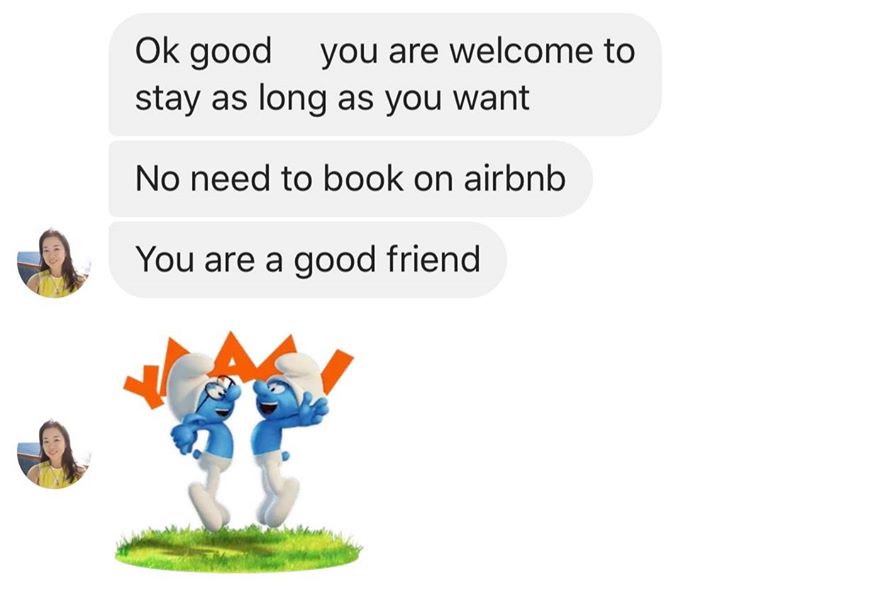 Ok good you are welcome to
stay as long as you want
No need to book on airbnb
You are a good friend
YAAAY